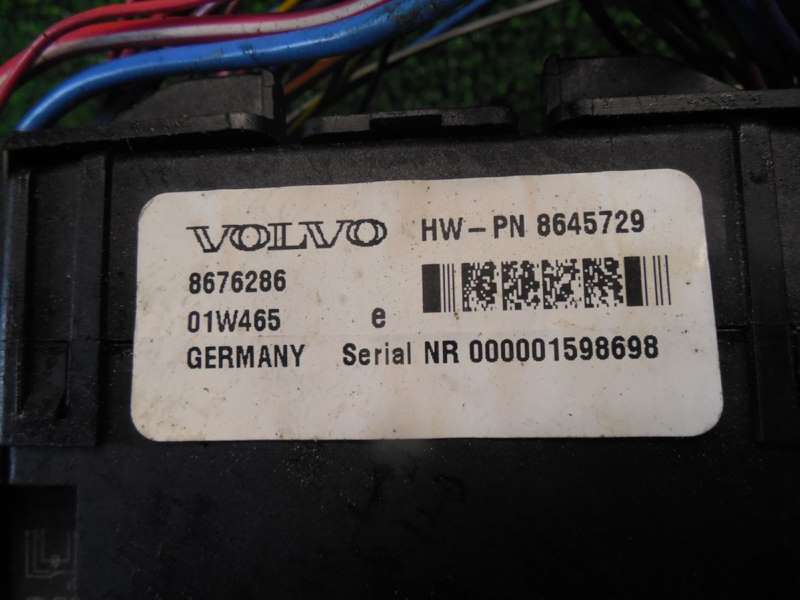 VOLVO HW-PN 8645729
8676286
01W465 e
GERMANY Serial NR 000001598698